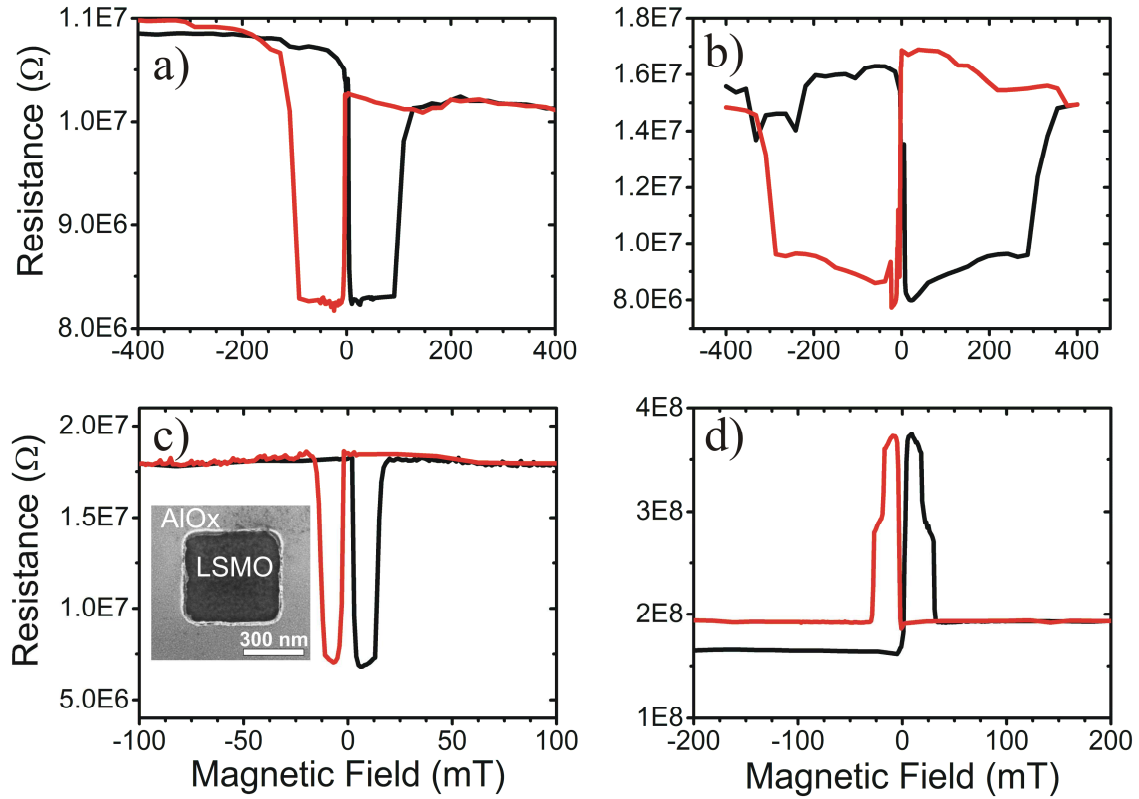 1.1E7
1.0E7
9.0E6
8.0E6
-400
-200
0
200
400
Resistance (Ω)
a)
1.8E7
1.6E7
1.4E7
1.2E7
1.0E7
8.0E6
-400
-200
0
200
400
b)
2.0E7
1.5E7
1.0E7
5.0E6
-100
-50
0
50
100
Resistance (Ω)
Magnetic Field (mT)
c)
AlOx
LSMO
300 nm
4E8
3E8
2E8
1E8
-200
-100
0
100
200
Magnetic Field (mT)
d)